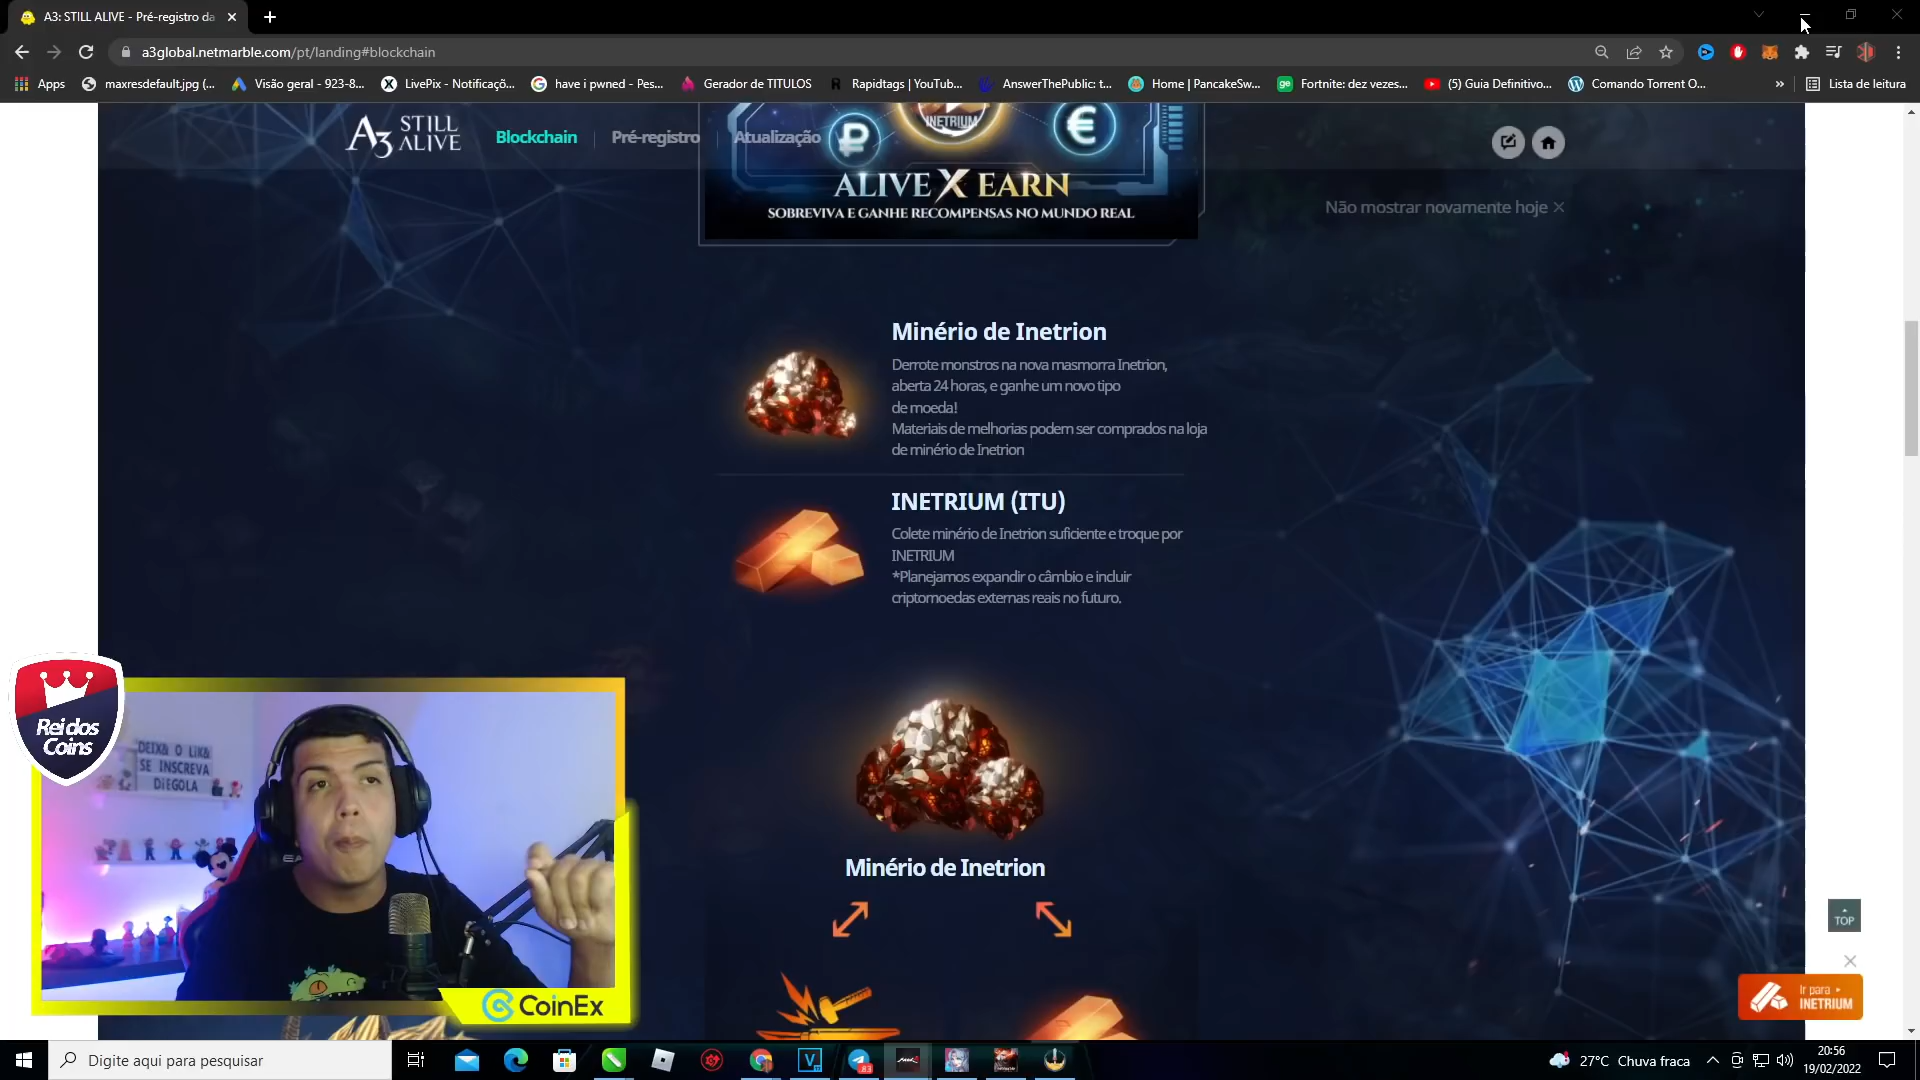 A3: STILL ALIVE - Pré-registro da
a3global.netmarble.com/pt/landing#blockchain
Apps
maxresdefault.jpg (...
Visão geral - 923-8...
LivePix - Notificaçõ...
have i pwned - Pes...
Gerador de TITULOS
Rapidtags | YouTub...
AnswerThePublic: t...
Home | PancakeSw...
Fortnite: dez vezes...
(5) Guia Definitivo...
Comando Torrent O...
»
Lista de leitura
A3 STILL ALIVE
Blockchain
Pré-registro
Atualização
INETRIUM
ALIVE X EARN
SOBREVIVA E GANHE RECOMPENSAS NO MUNDO REAL
Não mostrar novamente hoje
Minério de Inetrion
Derrote monstros na nova masmorra Inetrion,
aberta 24 horas, e ganhe um novo tipo
de moeda!
Materiais de melhorias podem ser comprados na loja
de minério de Inetrion
INETRIUM (ITU)
Colete minério de Inetrion suficiente e troque por
INETRIUM
*Planejamos expandir o câmbio e incluir
criptomoedas externas reais no futuro.
Minério de Inetrion
TOP
Ir para
INETRIUM
Rei dos
Coins
DEIXA O LIKE
SE INSCREVA
DIEGOLA
CoinEx
Digite aqui para pesquisar
83
27°C Chuva fraca
20:56
19/02/2022